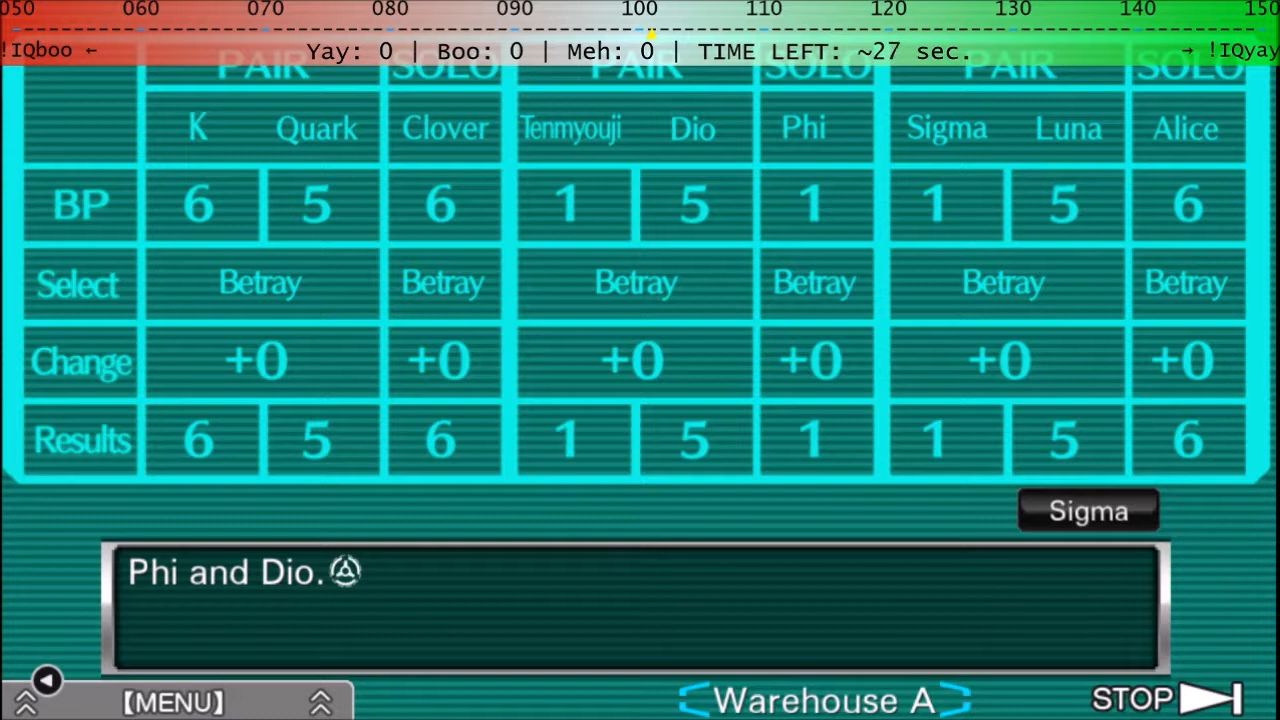 050 060 070 080 090 100 110 120 130 140 150
!IQboo ← Yay: 0 | Boo: 0 | Meh: 0 | TIME LEFT: ~27 sec. → !IQyay
PAIR SOLO PAIR SOLO PAIR SOLO
K Quark Clover Tenmyouji Dio Phi Sigma Luna Alice
BP 6 5 6 1 5 1 1 5 6
Select Betray Betray Betray Betray Betray Betray
Change +0 +0 +0 +0 +0 +0
Results 6 5 6 1 5 1 1 5 6
Sigma
Phi and Dio.
【MENU】 Warehouse A STOP